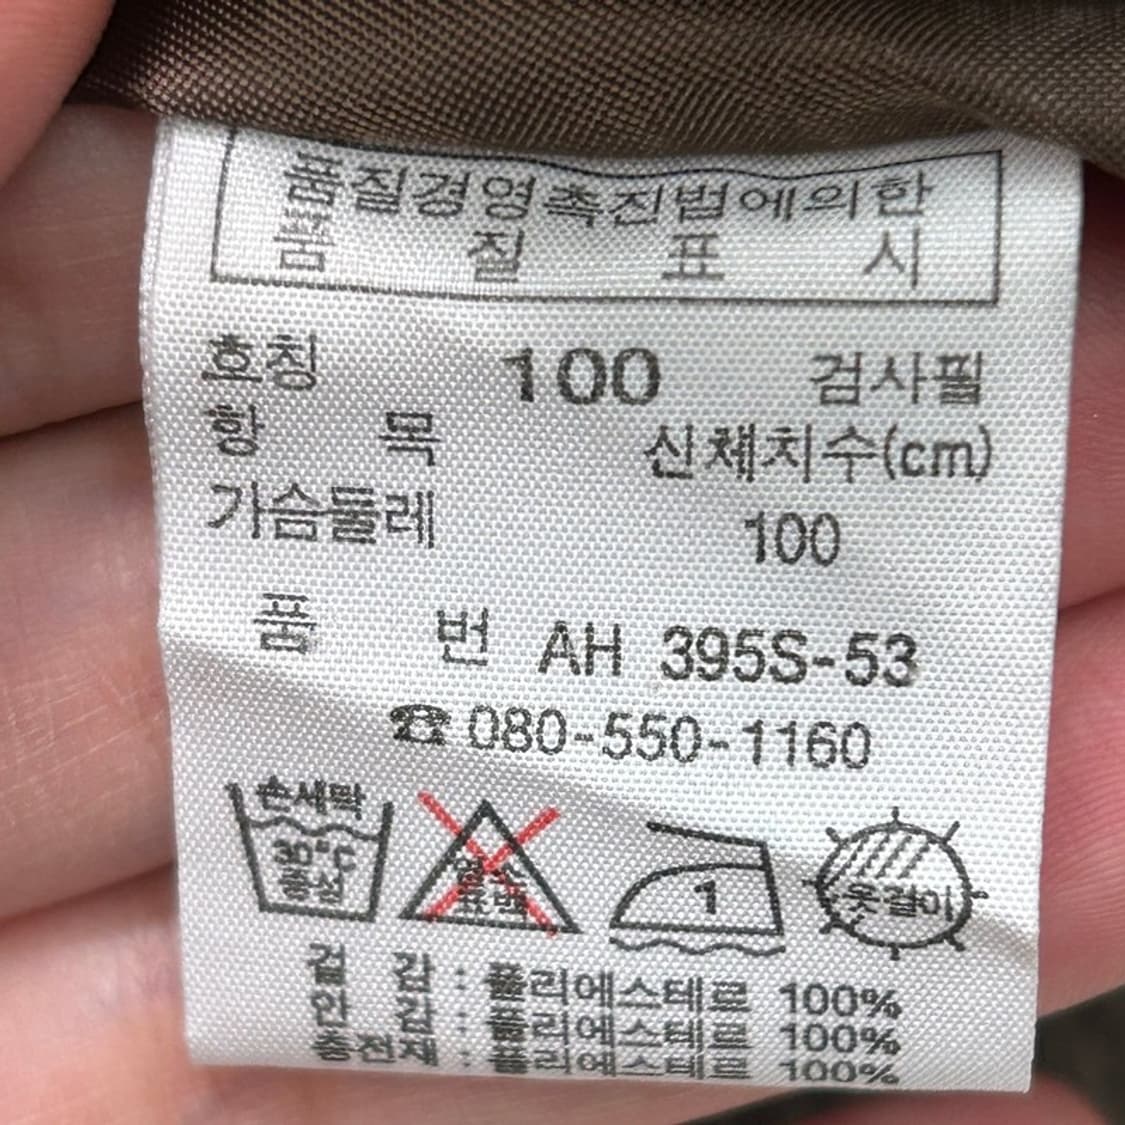 품질경영촉진법에의한
품 질 표 시
호칭 100 검사필
항 목 신체치수(cm)
가슴둘레 100
품 번 AH 395S-53
☎080-550-1160
손세탁
중성
염소
표백
1
옷걸이
겉 감 : 폴리에스테르 100%
안 감 : 폴리에스테르 100%
충전재 : 폴리에스테르 100%